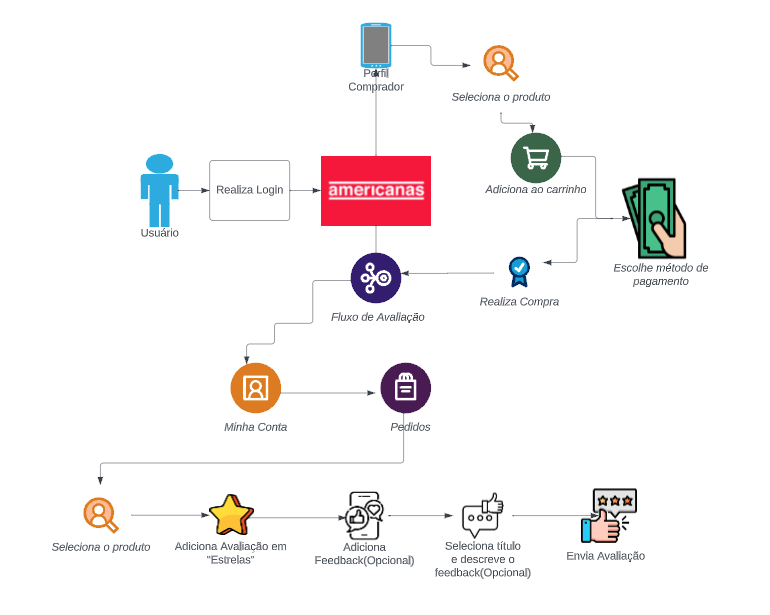 Perfil
Comprador
Seleciona o produto
Adiciona ao carrinho
Usuário
Realiza Login
americanas
Escolhe método de
pagamento
Realiza Compra
Fluxo de Avaliação
Minha Conta
Pedidos
Seleciona o produto
Adiciona Avaliação em
"Estrelas"
Adiciona
Feedback(Opcional)
Seleciona título
e descreve o
feedback(Opcional)
Envia Avaliação